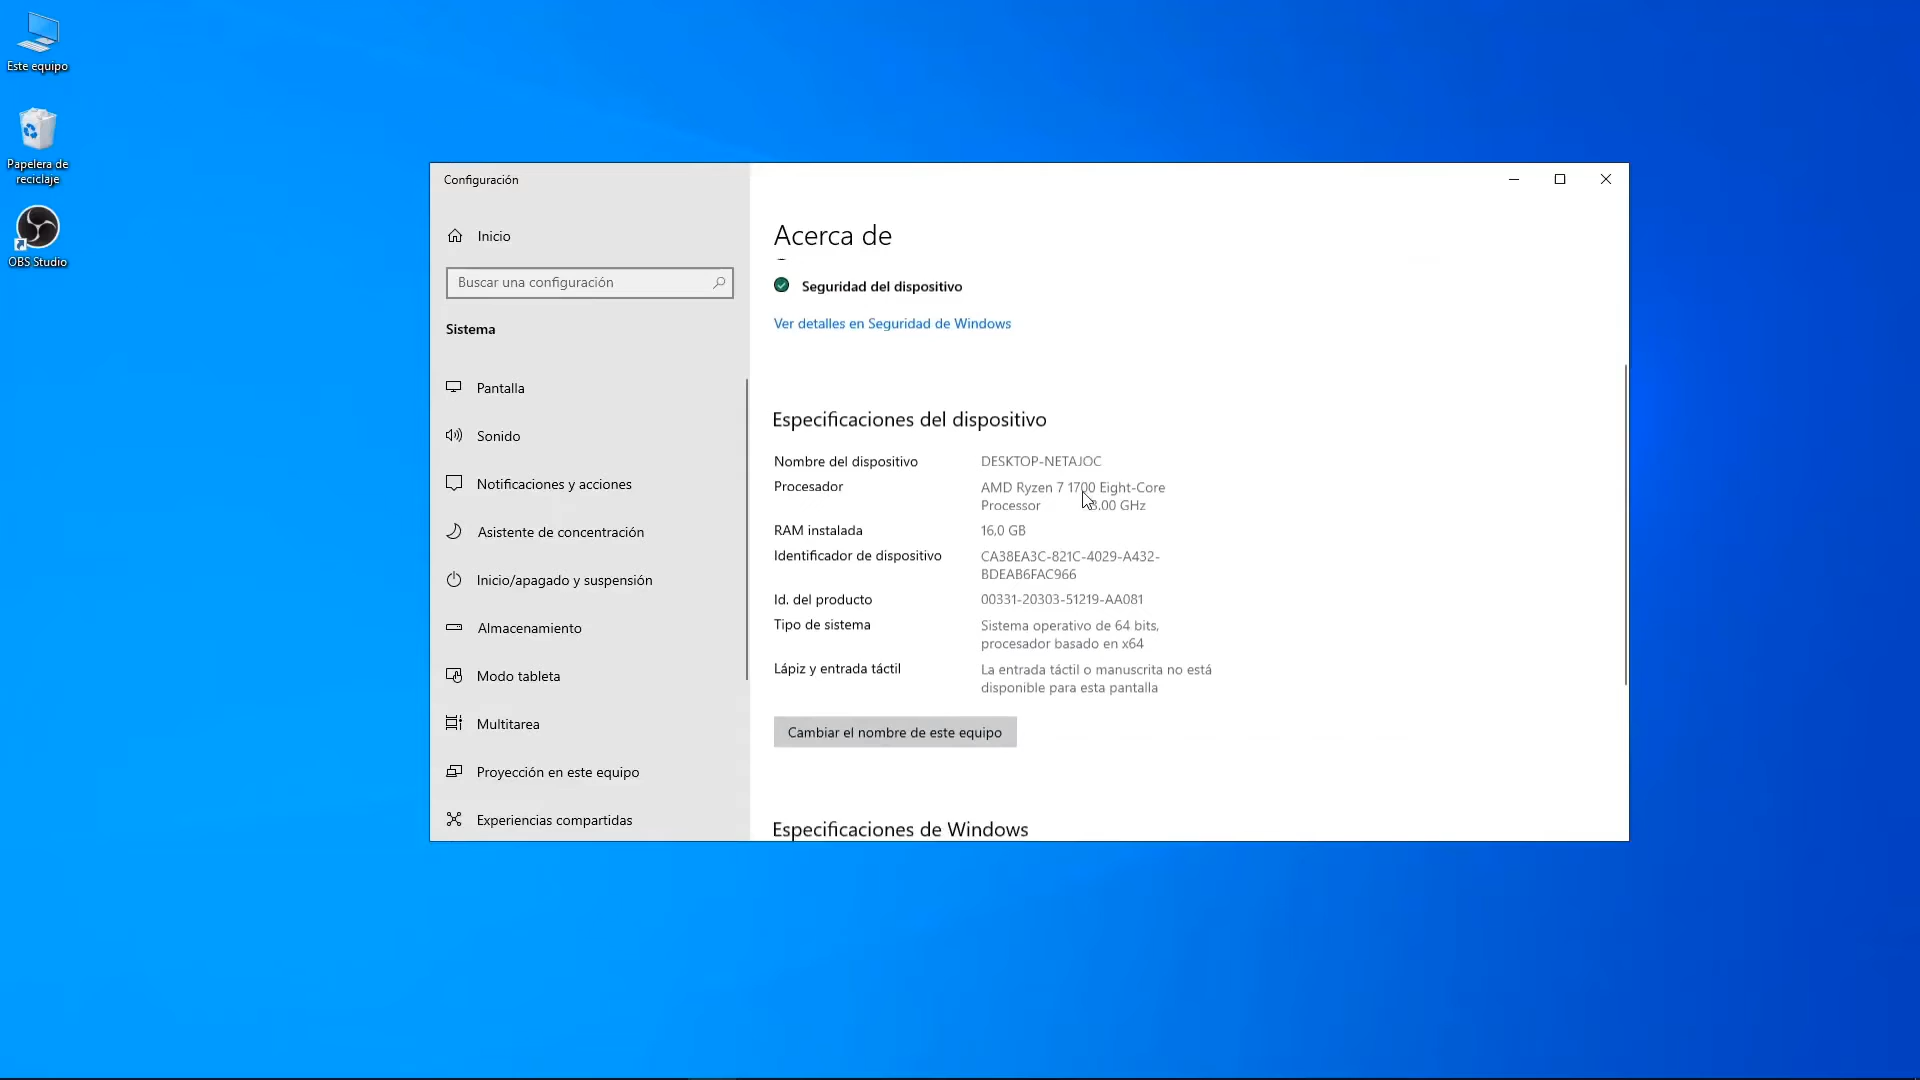 Este equipo
Papelera de
reciclaje
OBS Studio
Configuración
Inicio
Buscar una configuración
Sistema
Pantalla
Sonido
Notificaciones y acciones
Asistente de concentración
Inicio/apagado y suspensión
Almacenamiento
Modo tableta
Multitarea
Proyección en este equipo
Experiencias compartidas
Acerca de
Seguridad del dispositivo
Ver detalles en Seguridad de Windows
Especificaciones del dispositivo
Nombre del dispositivo DESKTOP-NETAJOC
Procesador AMD Ryzen 7 1700 Eight-Core
Processor 3.00 GHz
RAM instalada 16,0 GB
Identificador de dispositivo CA38EA3C-821C-4029-A432-
BDEAB6FAC966
Id. del producto 00331-20303-51219-AA081
Tipo de sistema Sistema operativo de 64 bits,
procesador basado en x64
Lápiz y entrada táctil La entrada táctil o manuscrita no está
disponible para esta pantalla
Cambiar el nombre de este equipo
Especificaciones de Windows